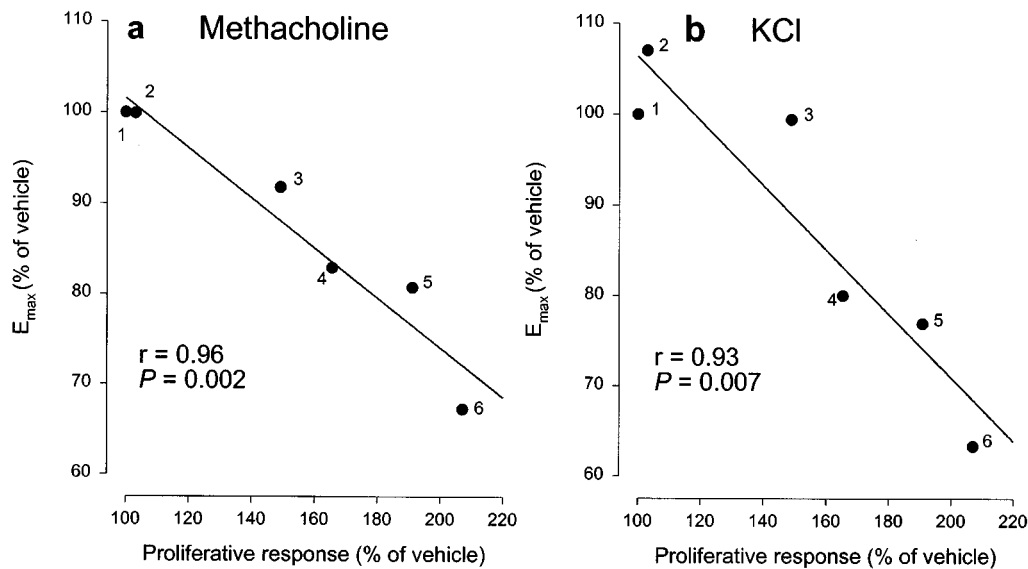 a Methacholine
110
100
90
80
70
60
E_max (% of vehicle)
1
2
3
4
5
6
r = 0.96
P = 0.002
100 120 140 160 180 200 220
Proliferative response (% of vehicle)
b KCl
110
100
90
80
70
60
E_max (% of vehicle)
2
1
3
4
5
6
r = 0.93
P = 0.007
100 120 140 160 180 200 220
Proliferative response (% of vehicle)